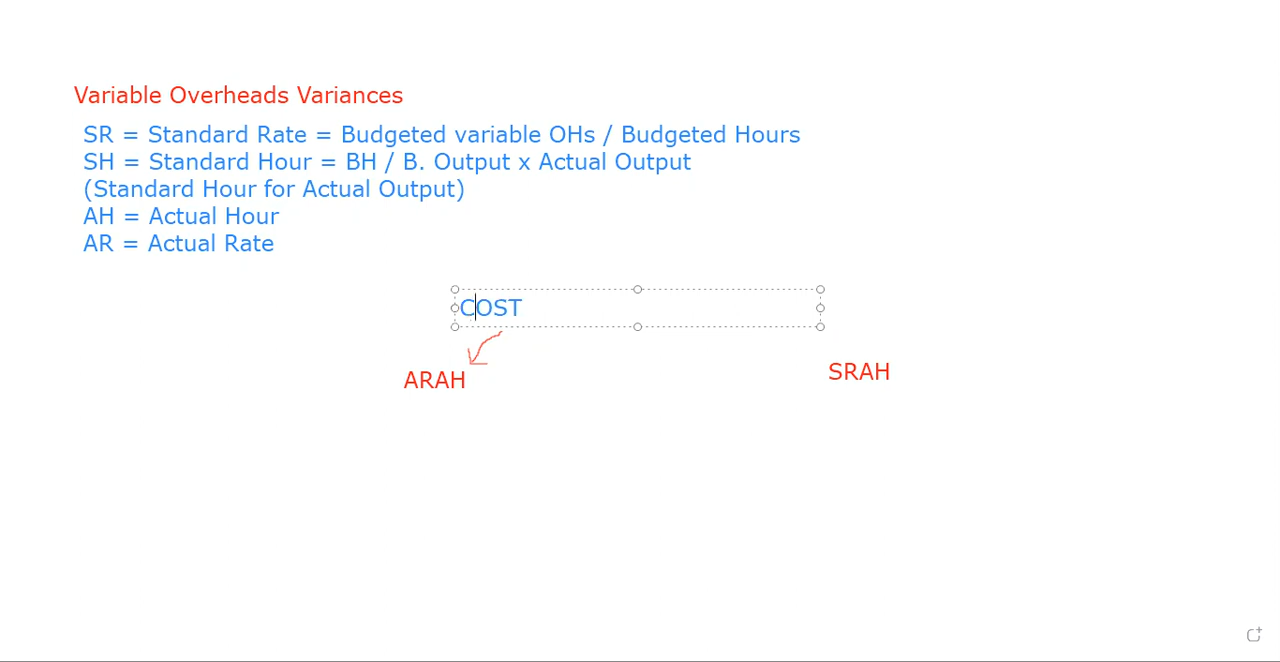 Variable Overheads Variances
SR = Standard Rate = Budgeted variable OHs / Budgeted Hours
SH = Standard Hour = BH / B. Output x Actual Output
(Standard Hour for Actual Output)
AH = Actual Hour
AR = Actual Rate
COST
ARAH
SRAH